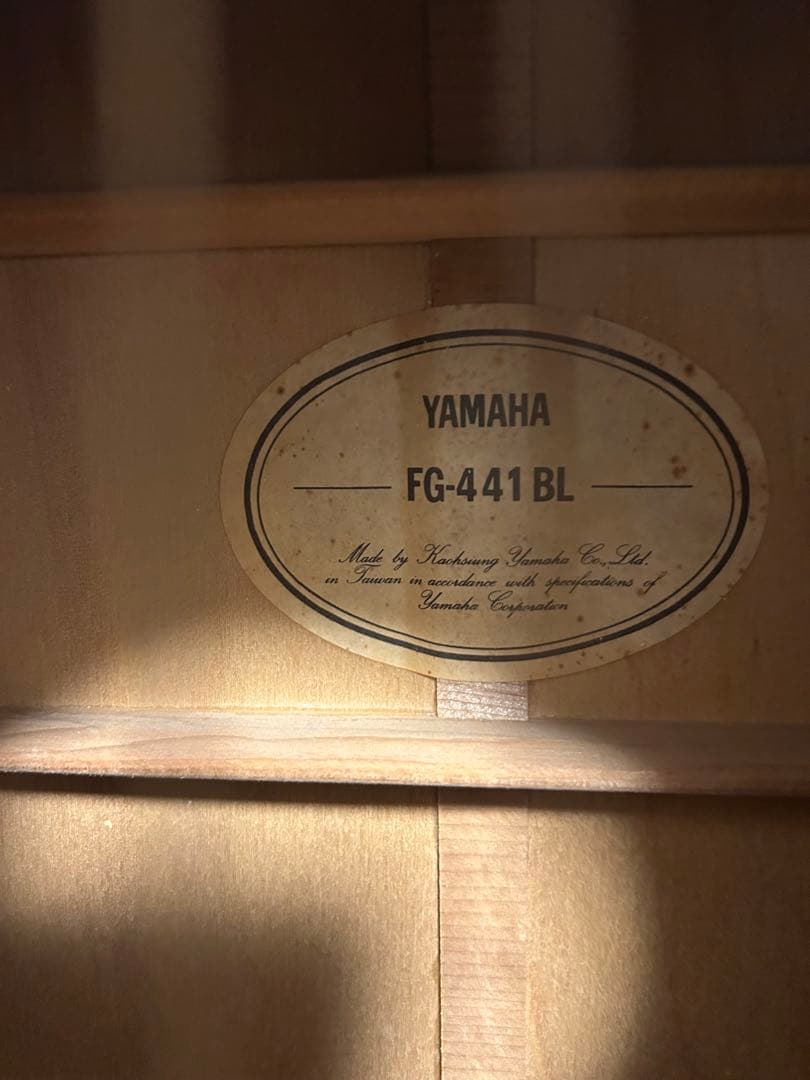 YAMAHA
FG-441 BL
Made by Kaohsiung Yamaha Co., Ltd.
in Taiwan in accordance with specifications of
Yamaha Corporation